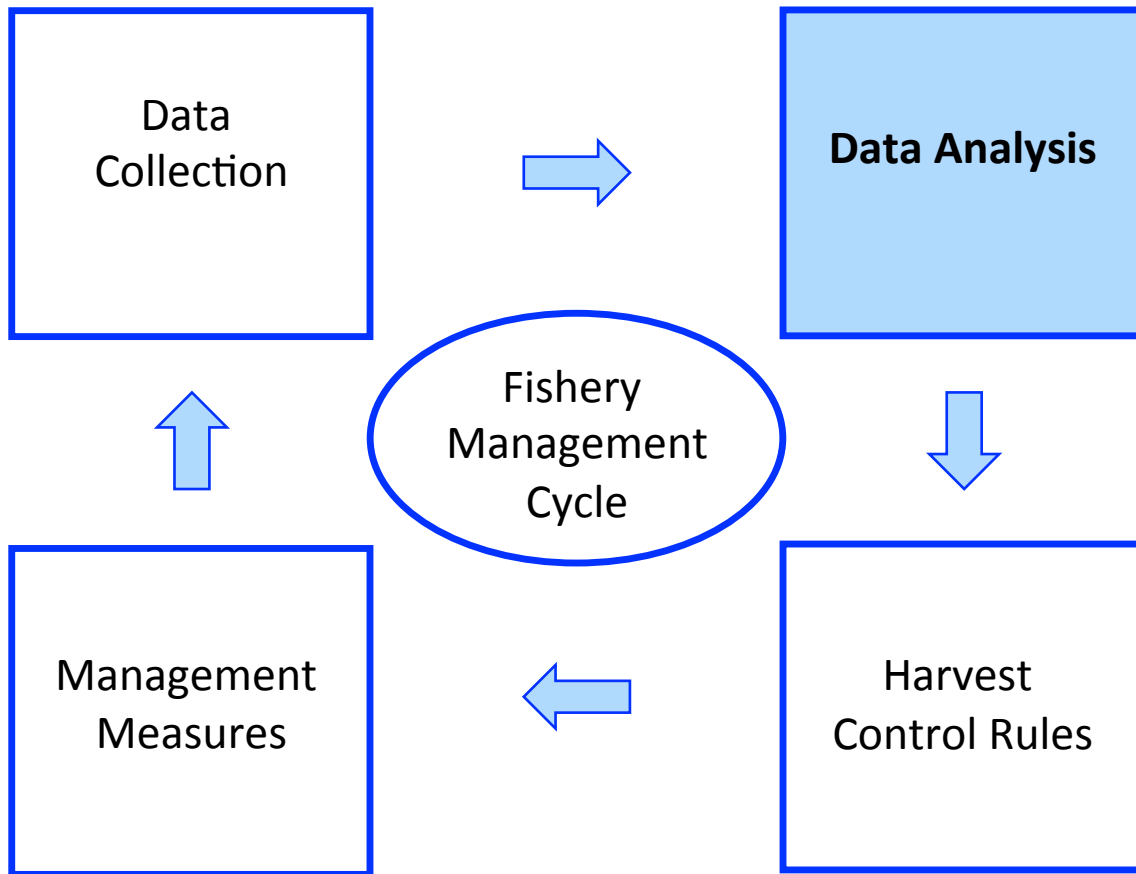 Data
Collection
Data Analysis
Fishery
Management
Cycle
Management
Measures
Harvest
Control Rules